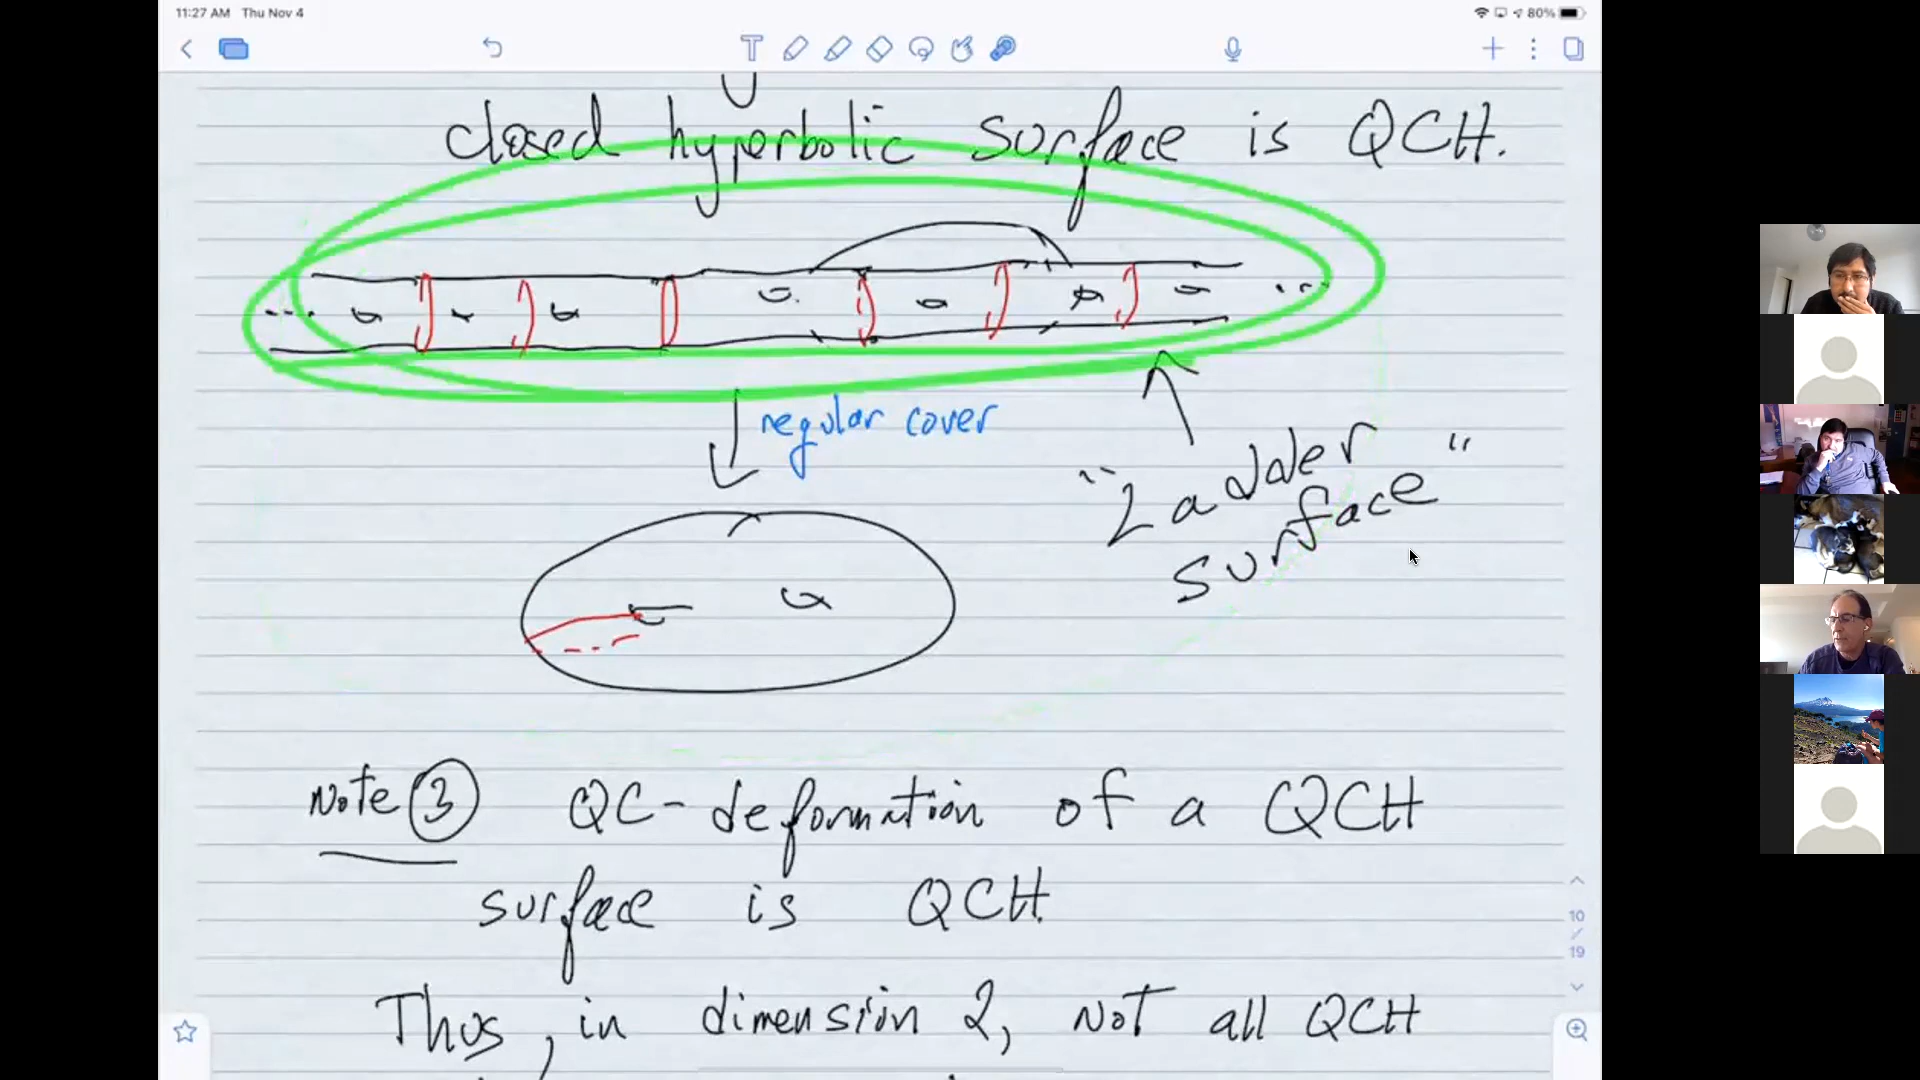 11:27 AM Thu Nov 4
80%
T
closed hyperbolic surface is QCH.
regular cover
"Ladder
surface"
Note ③ QC-deformation of a QCH
surface is QCH.
Thus, in dimension 2, not all QCH
10
19